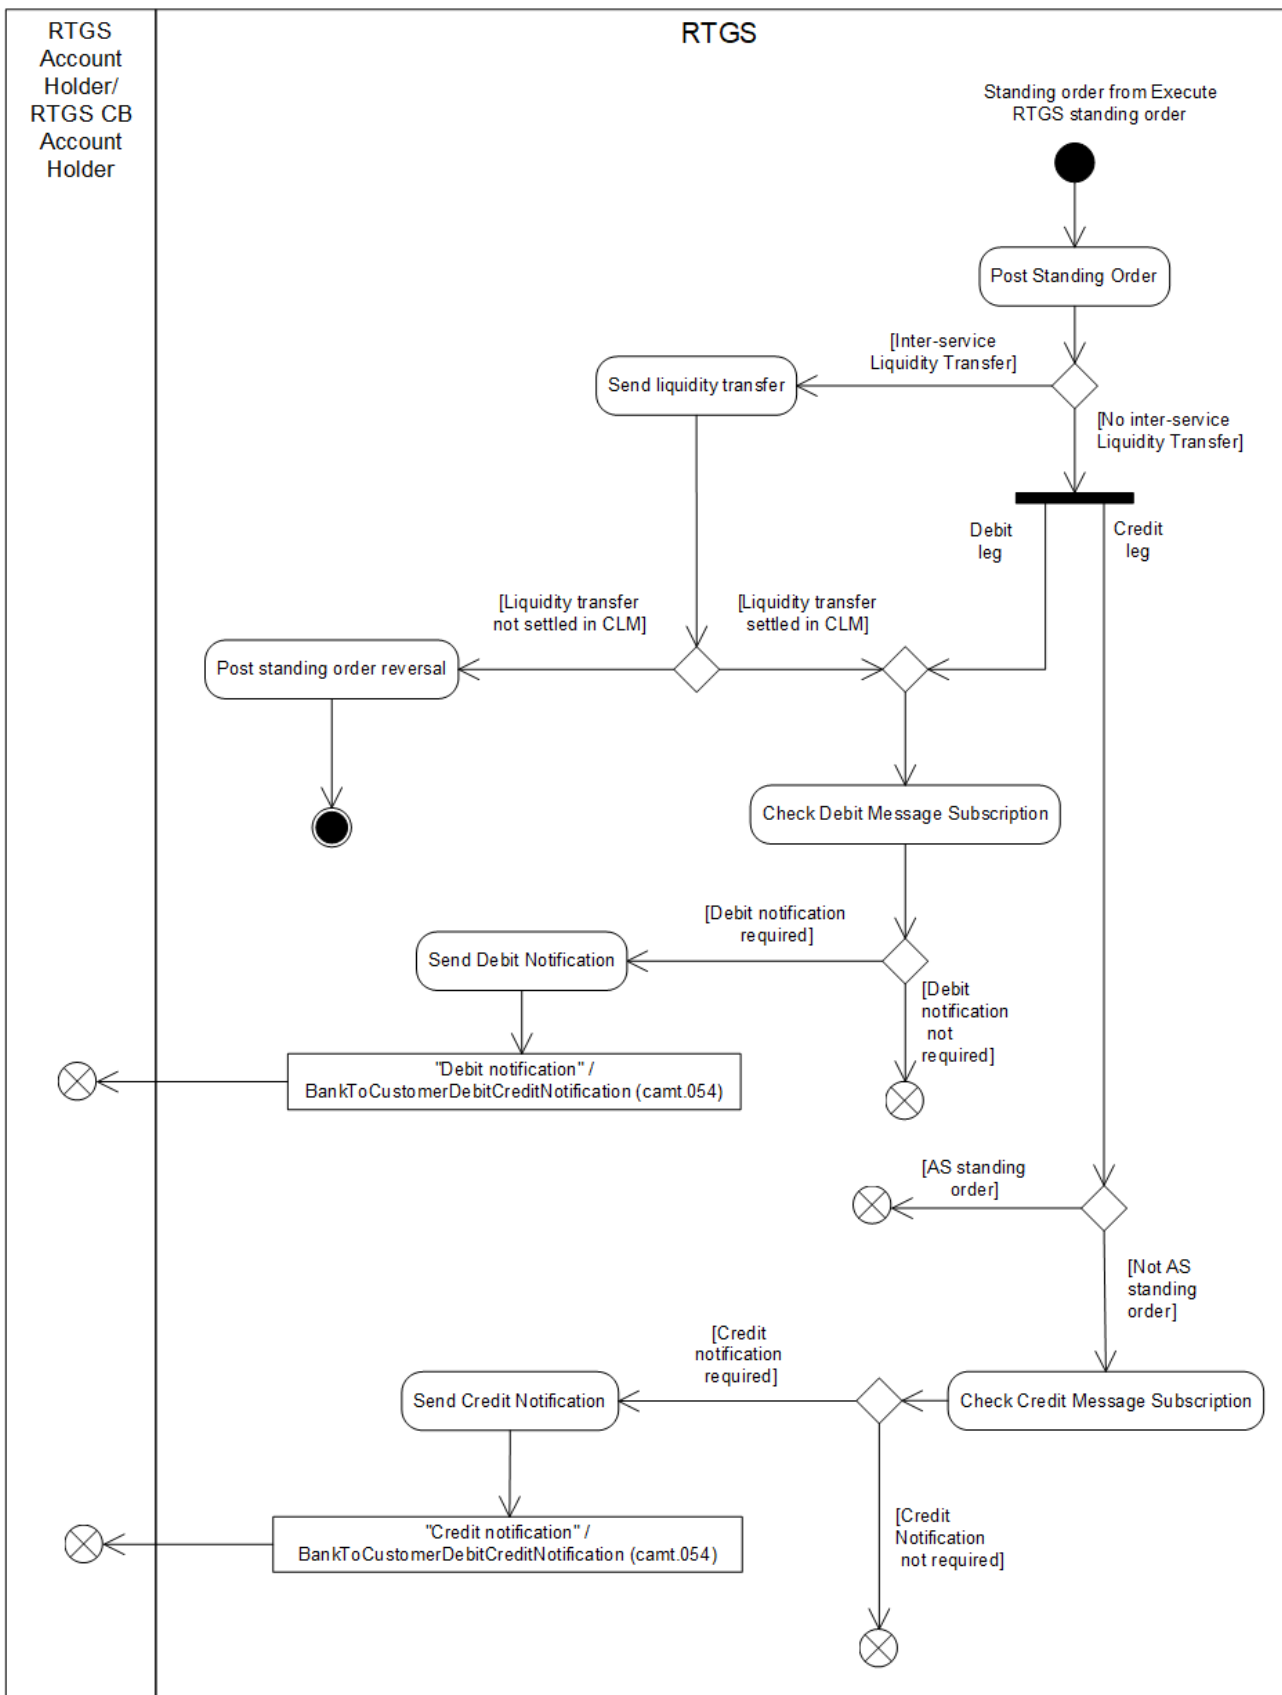 RTGS
Account
Holder/
RTGS CB
Account
Holder
RTGS
Standing order from Execute
RTGS standing order
Post Standing Order
[Inter-service
Liquidity Transfer]
Send liquidity transfer
[No inter-service
Liquidity Transfer]
Debit
leg
Credit
leg
[Liquidity transfer
not settled in CLM]
[Liquidity transfer
settled in CLM]
Post standing order reversal
Check Debit Message Subscription
[Debit notification
required]
Send Debit Notification
[Debit
notification
not
required]
"Debit notification" /
BankToCustomerDebitCreditNotification (camt.054)
[AS standing
order]
[Not AS
standing
order]
[Credit
notification
required]
Send Credit Notification
Check Credit Message Subscription
[Credit
Notification
not required]
"Credit notification" /
BankToCustomerDebitCreditNotification (camt.054)